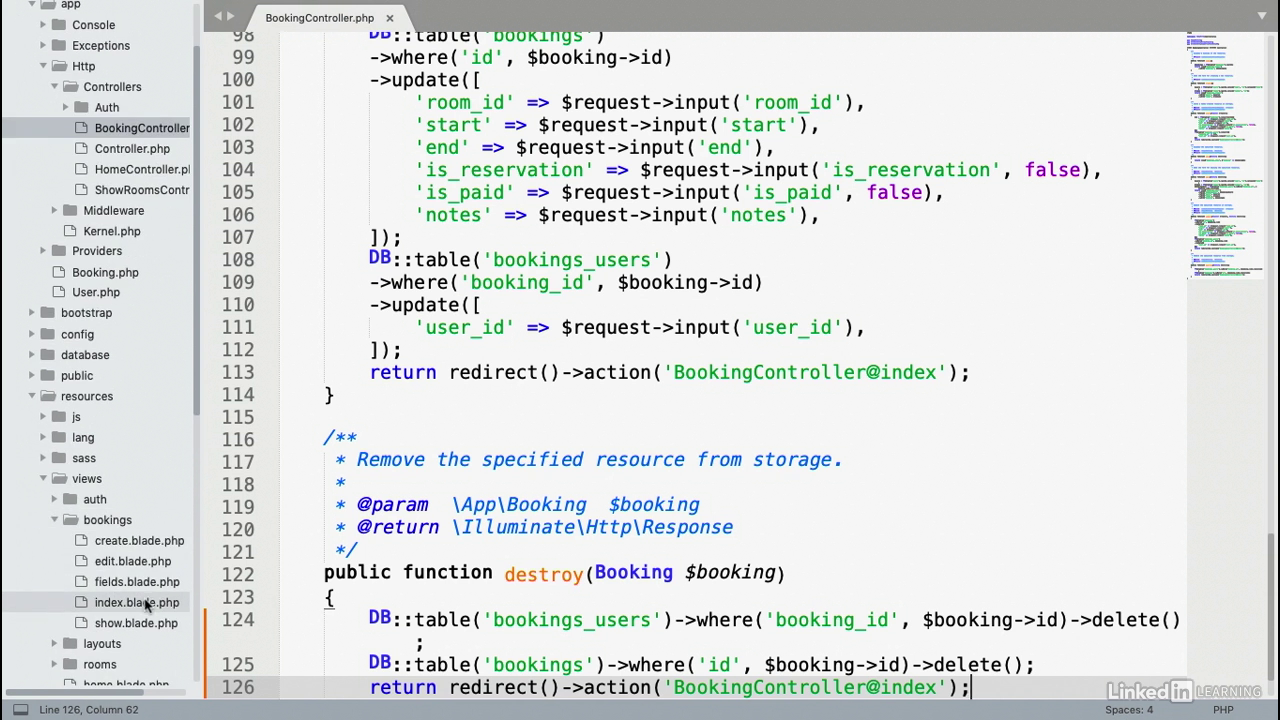 app
Console
Exceptions
Http
Controllers
Auth
BookingController
Controller.php
HomeController.pl
ShowRoomsContr
Middleware
Kernel.php
Providers
Booking.php
bootstrap
config
database
public
resources
js
lang
sass
views
auth
bookings
create.blade.php
edit.blade.php
fields.blade.php
index.blade.php
show.blade.php
layouts
rooms
home.blade.php
BookingController.php ×
98 DB::table('bookings')
99 ->where('id', $booking->id)
100 ->update([
101 'room_id' => $request->input('room_id'),
102 'start' => $request->input('start'),
103 'end' => $request->input('end'),
104 'is_reservation' => $request->input('is_reservation', false),
105 'is_paid' => $request->input('is_paid', false),
106 'notes' => $request->input('notes'),
107 ]);
108 DB::table('bookings_users')
109 ->where('booking_id', $booking->id)
110 ->update([
111 'user_id' => $request->input('user_id'),
112 ]);
113 return redirect()->action('BookingController@index');
114 }
115
116 /**
117 * Remove the specified resource from storage.
118 *
119 * @param \App\Booking $booking
120 * @return \Illuminate\Http\Response
121 */
122 public function destroy(Booking $booking)
123 {
124 DB::table('bookings_users')->where('booking_id', $booking->id)->delete()
;
125 DB::table('bookings')->where('id', $booking->id)->delete();
126 return redirect()->action('BookingController@index');
Linked in LEARNING
Line 126, Column 62
Spaces: 4
PHP